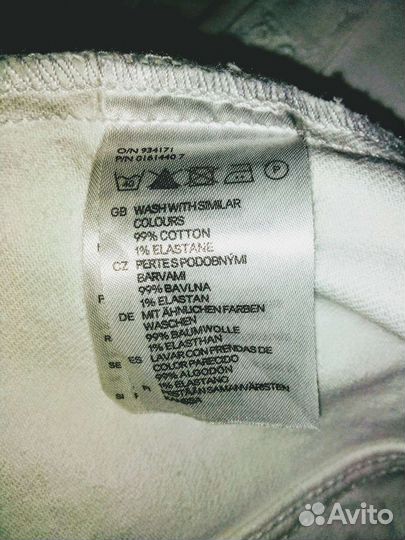 O/N 934171
P/N 0161440 7
40 P
GB WASH WITH SIMILAR
COLOURS
99% COTTON
1% ELASTANE
CZ PERTE S PODOBNÝMI
BARVAMI
99% BAVLNA
1% ELASTAN
DE MIT ÄHNLICHEN FARBEN
WASCHEN
99% BAUMWOLLE
1% ELASTHAN
ES LAVAR CON PRENDAS DE
COLOR PARECIDO
99% ALGODÓN
1% ELASTANO
SAMANVÄRISTEN
Avito